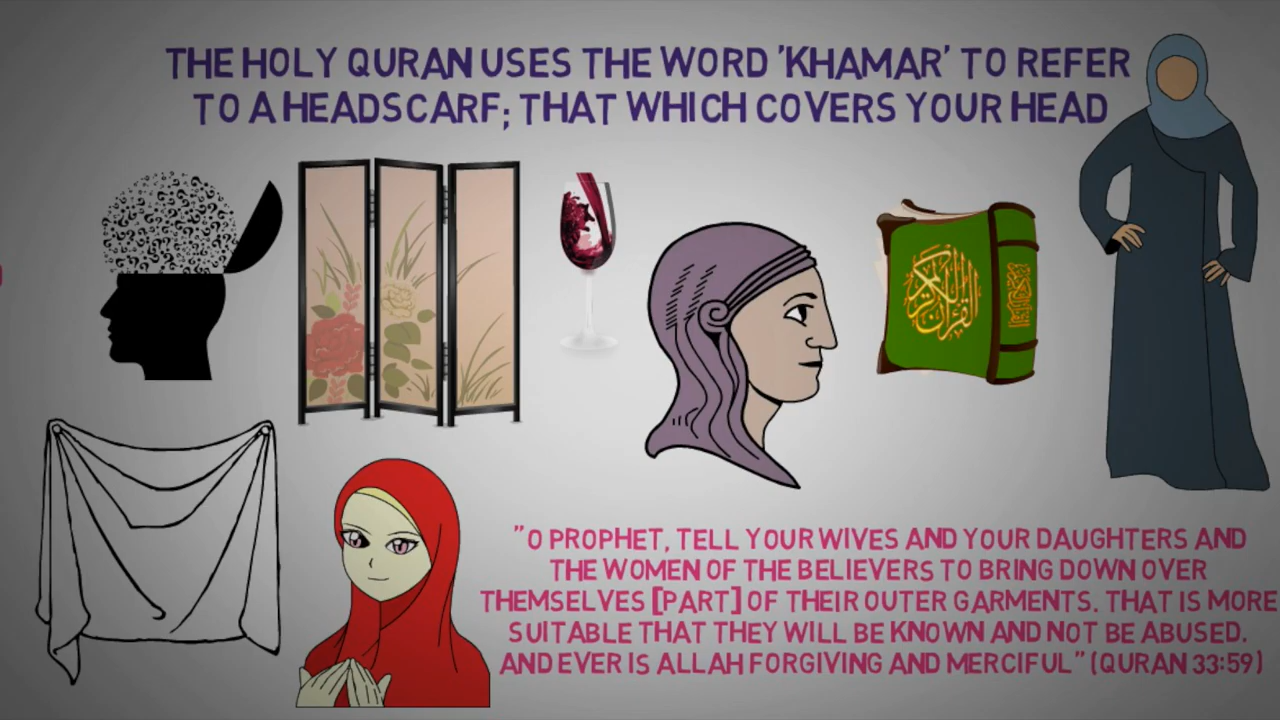 THE HOLY QURAN USES THE WORD 'KHAMAR' TO REFER
TO A HEADSCARF; THAT WHICH COVERS YOUR HEAD
القرآن الكريم
"O PROPHET, TELL YOUR WIVES AND YOUR DAUGHTERS AND
THE WOMEN OF THE BELIEVERS TO BRING DOWN OVER
THEMSELVES [PART] OF THEIR OUTER GARMENTS. THAT IS MORE
SUITABLE THAT THEY WILL BE KNOWN AND NOT BE ABUSED.
AND EVER IS ALLAH FORGIVING AND MERCIFUL" (QURAN 33:59)